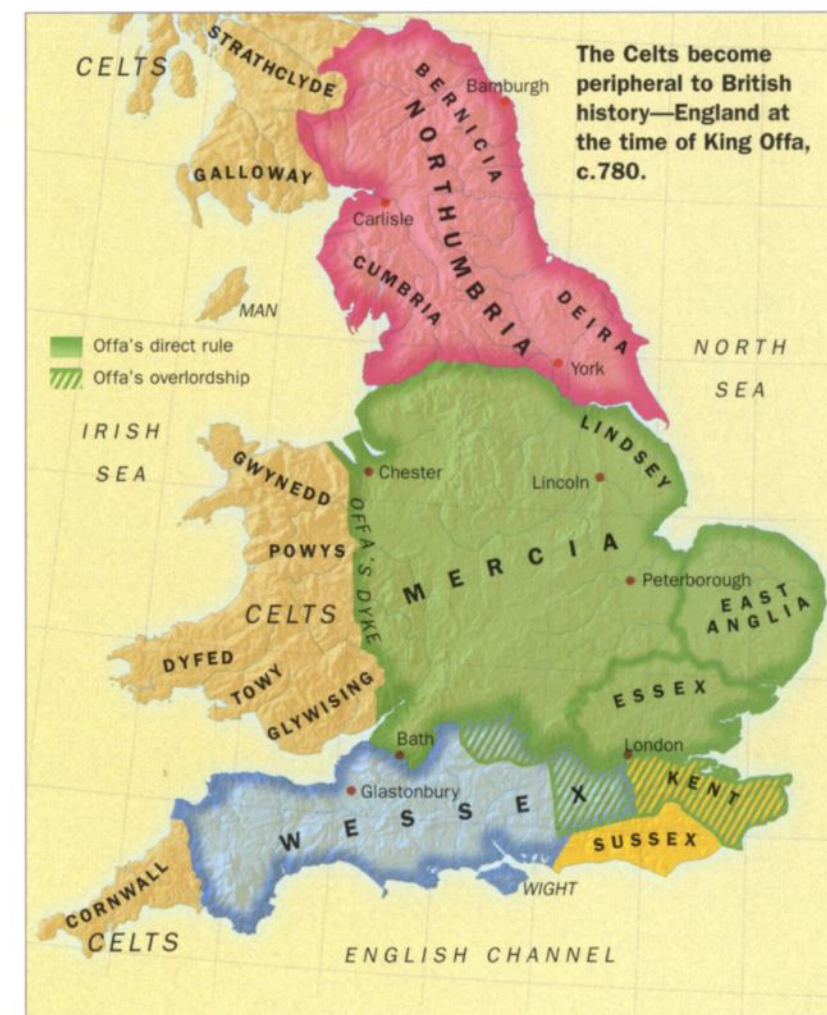 The Celts become
peripheral to British
history—England at
the time of King Offa,
c.780.
CELTS
STRATHCLYDE
BERNICIA
Bamburgh
NORTHUMBRIA
GALLOWAY
Carlisle
CUMBRIA
DEIRA
MAN
York
NORTH
SEA
Offa's direct rule
Offa's overlordship
IRISH
SEA
LINDSEY
GWYNEDD
Chester
Lincoln
OFFA'S DYKE
POWYS
MERCIA
Peterborough
EAST
ANGLIA
CELTS
DYFED
TOWY
GLYWISING
ESSEX
Bath
London
KENT
Glastonbury
WESSEX
SUSSEX
WIGHT
CORNWALL
CELTS
ENGLISH CHANNEL